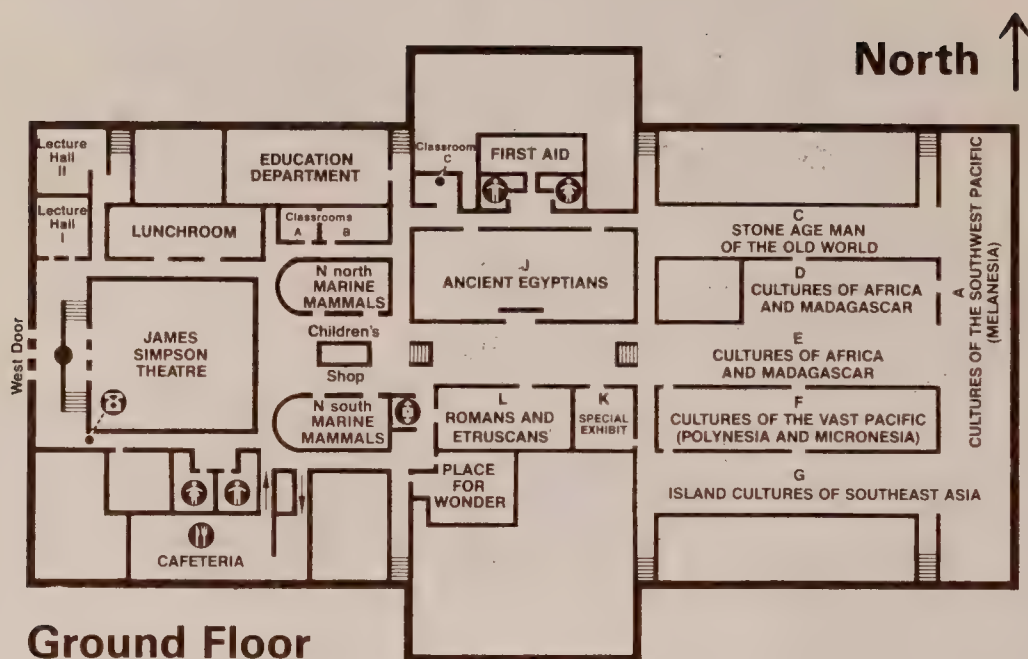 North
Lecture
Hall
II
Lecture
Hall
I
EDUCATION
DEPARTMENT
Classroom
C
FIRST AID
LUNCHROOM
Classrooms
A B
C
STONE AGE MAN
OF THE OLD WORLD
N north
MARINE
MAMMALS
J
ANCIENT EGYPTIANS
D
CULTURES OF AFRICA
AND MADAGASCAR
A
CULTURES OF THE SOUTHWEST PACIFIC
(MELANESIA)
West Door
JAMES
SIMPSON
THEATRE
Children's
Shop
E
CULTURES OF AFRICA
AND MADAGASCAR
N south
MARINE
MAMMALS
L
ROMANS AND
ETRUSCANS
K
SPECIAL
EXHIBIT
F
CULTURES OF THE VAST PACIFIC
(POLYNESIA AND MICRONESIA)
PLACE
FOR
WONDER
G
ISLAND CULTURES OF SOUTHEAST ASIA
CAFETERIA
Ground Floor